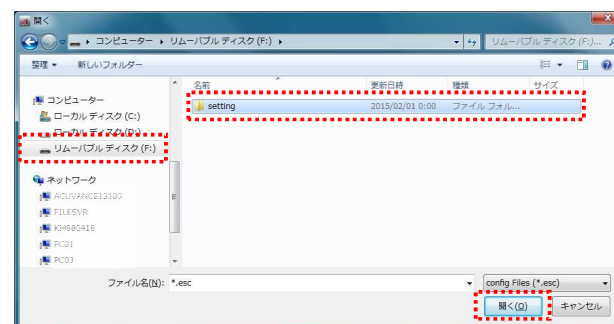 開く
コンピューター ▸ リムーバブル ディスク (F:) ▸
リムーバブル ディスク (F:)...
整理 新しいフォルダー
名前 更新日時 種類 サイズ
setting 2015/02/01 0:00 ファイル フォル...
コンピューター
ローカル ディスク (C:)
ローカル ディスク (D:)
リムーバブル ディスク (F:)
ネットワーク
FILESVR
KM980418
PC01
PC03
ファイル名(N): *.esc config Files (*.esc)
開く(O) キャンセル